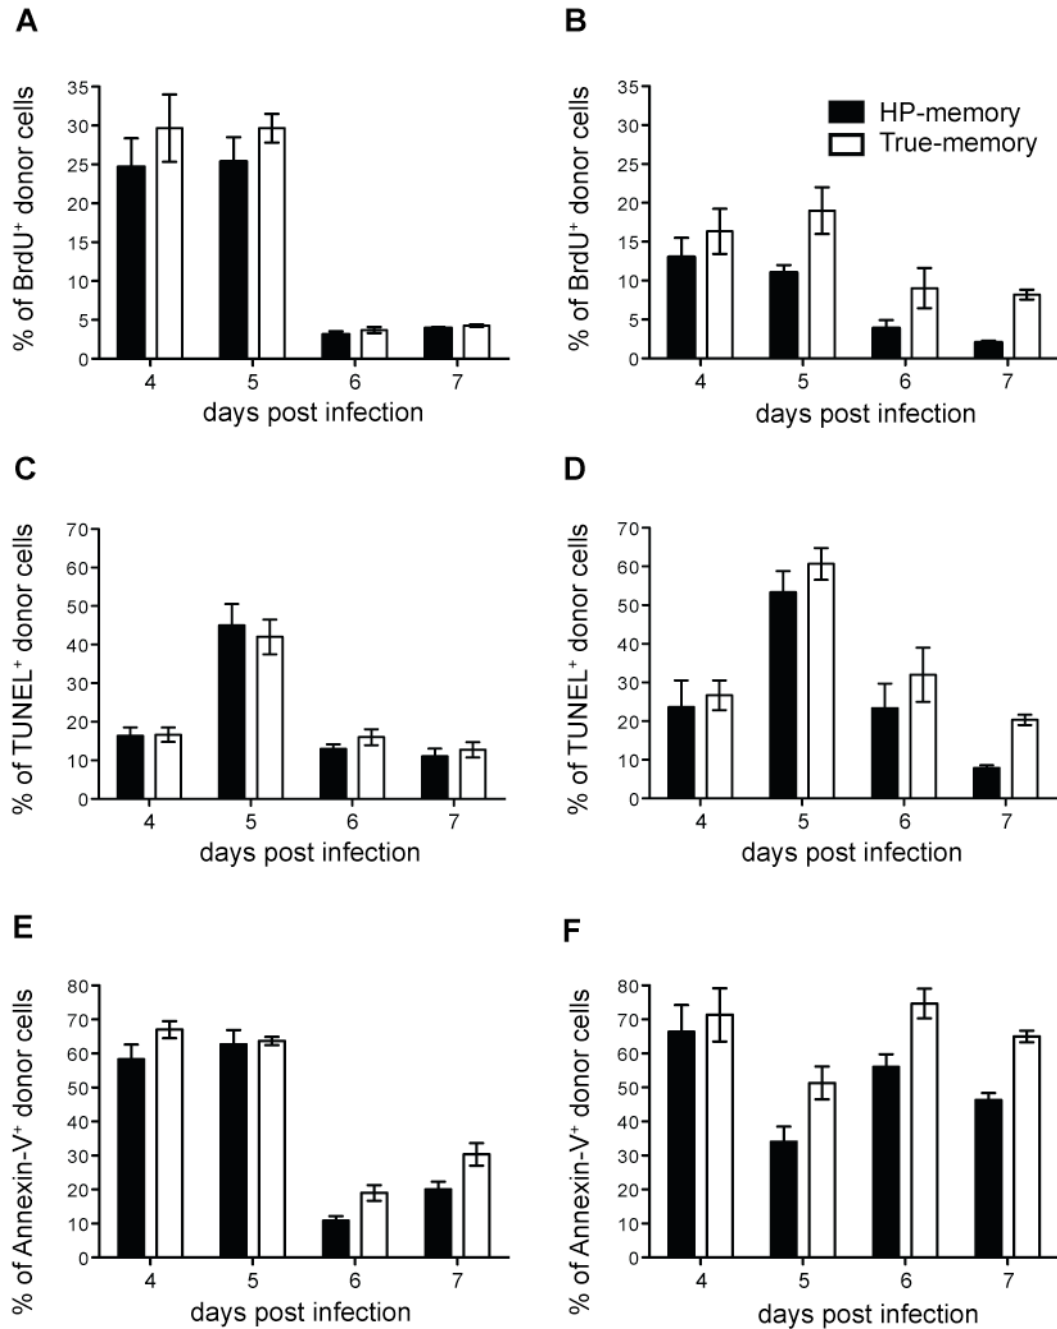 A
% of BrdU⁺ donor cells
35
30
25
20
15
10
5
0
4 5 6 7
days post infection
B
% of BrdU⁺ donor cells
35
30
25
20
15
10
5
0
HP-memory
True-memory
4 5 6 7
days post infection
C
% of TUNEL⁺ donor cells
70
60
50
40
30
20
10
0
4 5 6 7
days post infection
D
% of TUNEL⁺ donor cells
70
60
50
40
30
20
10
0
4 5 6 7
days post infection
E
% of Annexin-V⁺ donor cells
80
70
60
50
40
30
20
10
0
4 5 6 7
days post infection
F
% of Annexin-V⁺ donor cells
80
70
60
50
40
30
20
10
0
4 5 6 7
days post infection